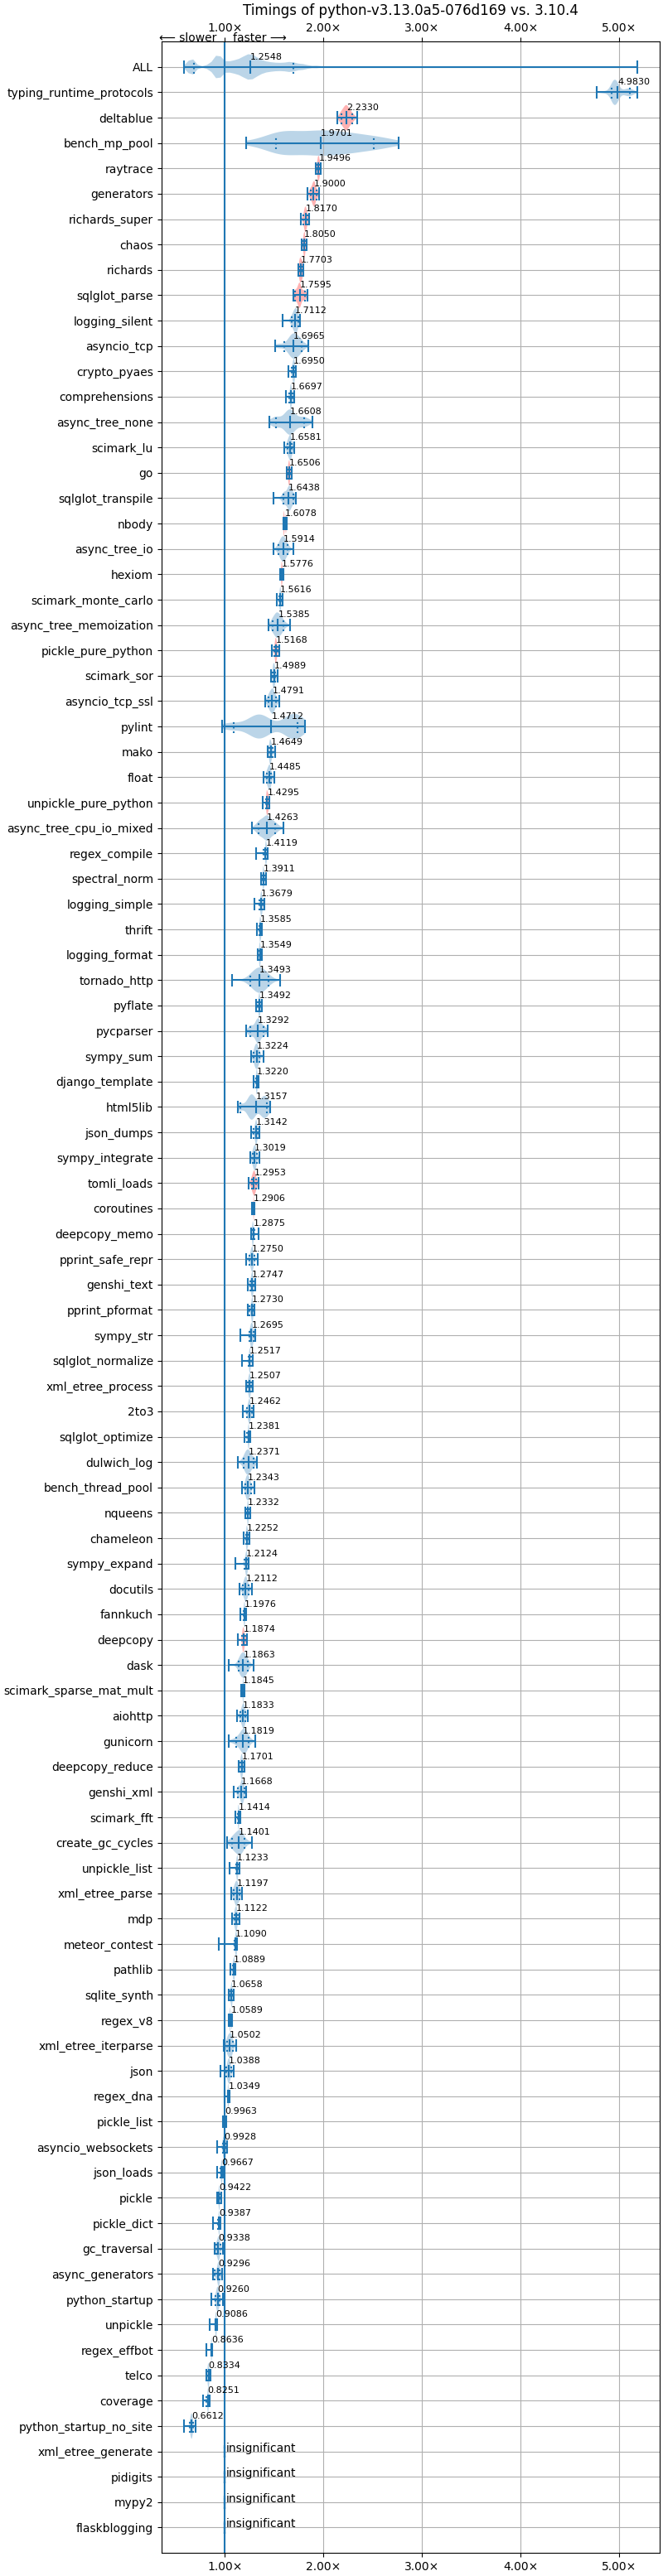 Timings of python-v3.13.0a5-076d169 vs. 3.10.4
1.00× 2.00× 3.00× 4.00× 5.00×
⟵ slower faster ⟶
ALL 1.2548
typing_runtime_protocols 4.9830
deltablue 2.2330
bench_mp_pool 1.9701
raytrace 1.9496
generators 1.9000
richards_super 1.8170
chaos 1.8050
richards 1.7703
sqlglot_parse 1.7595
logging_silent 1.7112
asyncio_tcp 1.6965
crypto_pyaes 1.6950
comprehensions 1.6697
async_tree_none 1.6608
scimark_lu 1.6581
go 1.6506
sqlglot_transpile 1.6438
nbody 1.6078
async_tree_io 1.5914
hexiom 1.5776
scimark_monte_carlo 1.5616
async_tree_memoization 1.5385
pickle_pure_python 1.5168
scimark_sor 1.4989
asyncio_tcp_ssl 1.4791
pylint 1.4712
mako 1.4649
float 1.4485
unpickle_pure_python 1.4295
async_tree_cpu_io_mixed 1.4263
regex_compile 1.4119
spectral_norm 1.3911
logging_simple 1.3679
thrift 1.3585
logging_format 1.3549
tornado_http 1.3493
pyflate 1.3492
pycparser 1.3292
sympy_sum 1.3224
django_template 1.3220
html5lib 1.3157
json_dumps 1.3142
sympy_integrate 1.3019
tomli_loads 1.2953
coroutines 1.2906
deepcopy_memo 1.2875
pprint_safe_repr 1.2750
genshi_text 1.2747
pprint_pformat 1.2730
sympy_str 1.2695
sqlglot_normalize 1.2517
xml_etree_process 1.2507
2to3 1.2462
sqlglot_optimize 1.2381
dulwich_log 1.2371
bench_thread_pool 1.2343
nqueens 1.2332
chameleon 1.2252
sympy_expand 1.2124
docutils 1.2112
fannkuch 1.1976
deepcopy 1.1874
dask 1.1863
scimark_sparse_mat_mult 1.1845
aiohttp 1.1833
gunicorn 1.1819
deepcopy_reduce 1.1701
genshi_xml 1.1668
scimark_fft 1.1414
create_gc_cycles 1.1401
unpickle_list 1.1233
xml_etree_parse 1.1197
mdp 1.1122
meteor_contest 1.1090
pathlib 1.0889
sqlite_synth 1.0658
regex_v8 1.0589
xml_etree_iterparse 1.0502
json 1.0388
regex_dna 1.0349
pickle_list 0.9963
asyncio_websockets 0.9928
json_loads 0.9667
pickle 0.9422
pickle_dict 0.9387
gc_traversal 0.9338
async_generators 0.9296
python_startup 0.9260
unpickle 0.9086
regex_effbot 0.8636
telco 0.8334
coverage 0.8251
python_startup_no_site 0.6612
xml_etree_generate insignificant
pidigits insignificant
mypy2 insignificant
flaskblogging insignificant
1.00× 2.00× 3.00× 4.00× 5.00×